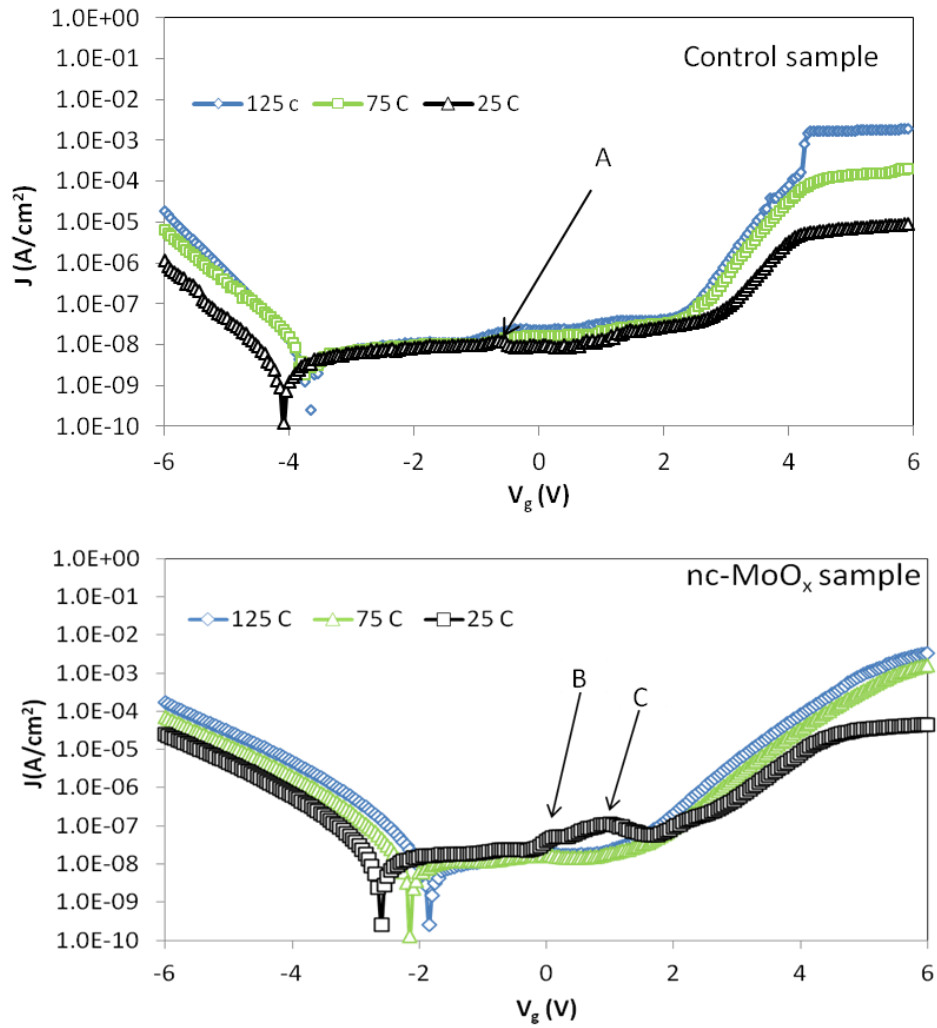 1.0E+00
1.0E-01
1.0E-02
1.0E-03
1.0E-04
1.0E-05
1.0E-06
1.0E-07
1.0E-08
1.0E-09
1.0E-10
J (A/cm²)
Control sample
125 c 75 C 25 C
A
-6 -4 -2 0 2 4 6
Vg (V)
1.0E+00
1.0E-01
1.0E-02
1.0E-03
1.0E-04
1.0E-05
1.0E-06
1.0E-07
1.0E-08
1.0E-09
1.0E-10
J(A/cm²)
nc-MoOx sample
125 C 75 C 25 C
B
C
-6 -4 -2 0 2 4 6
Vg (V)